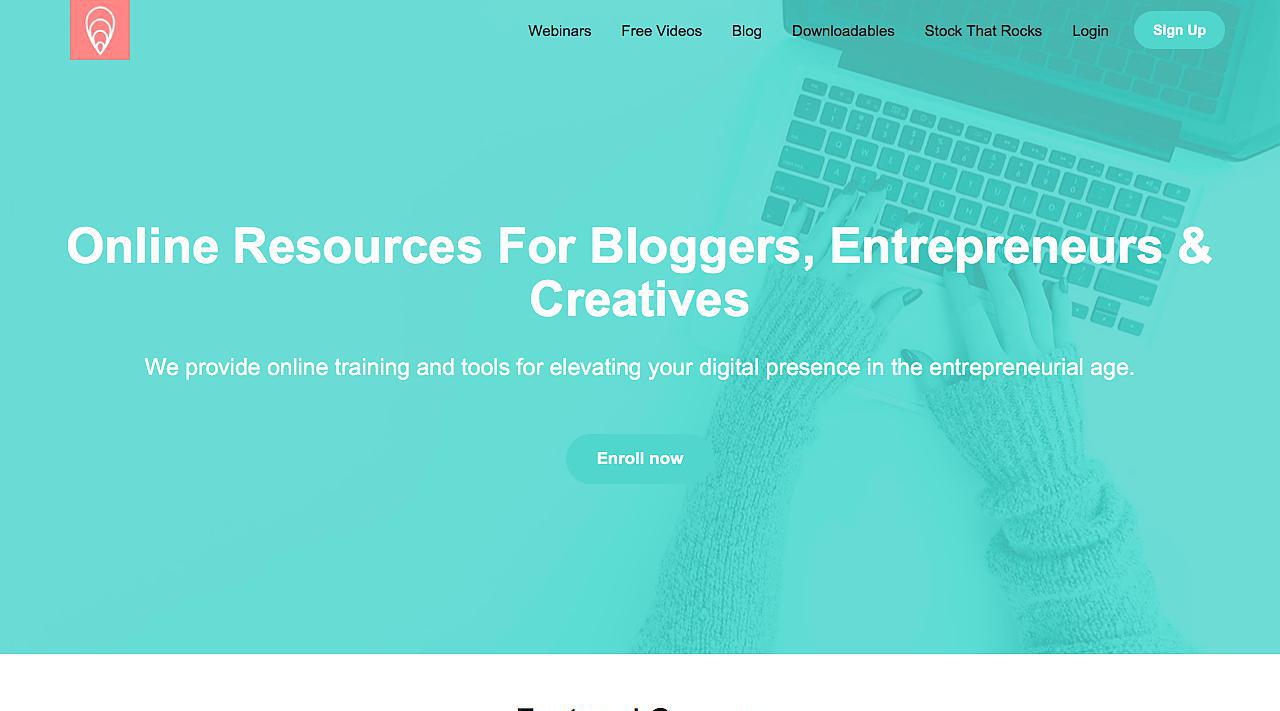 Webinars Free Videos Blog Downloadables Stock That Rocks Login Sign Up
Online Resources For Bloggers, Entrepreneurs &
Creatives
We provide online training and tools for elevating your digital presence in the entrepreneurial age.
Enroll now